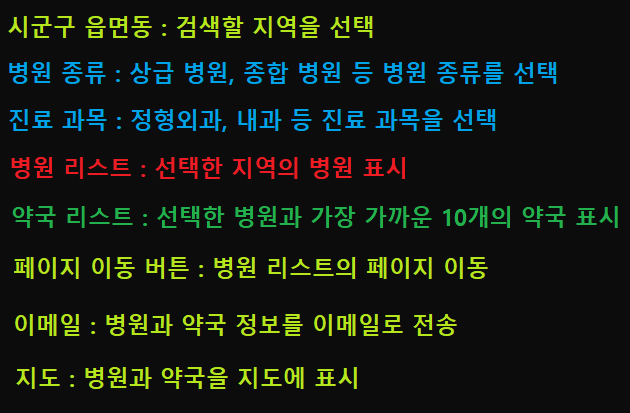 시군구 읍면동 : 검색할 지역을 선택
병원 종류 : 상급 병원, 종합 병원 등 병원 종류를 선택
진료 과목 : 정형외과, 내과 등 진료 과목을 선택
병원 리스트 : 선택한 지역의 병원 표시
약국 리스트 : 선택한 병원과 가장 가까운 10개의 약국 표시
페이지 이동 버튼 : 병원 리스트의 페이지 이동
이메일 : 병원과 약국 정보를 이메일로 전송
지도 : 병원과 약국을 지도에 표시